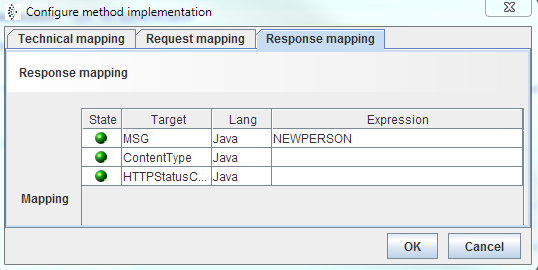 Configure method implementation
Technical mapping Request mapping Response mapping
Response mapping
State Target Lang Expression
MSG Java NEWPERSON
ContentType Java
HTTPStatusC... Java
Mapping
OK Cancel